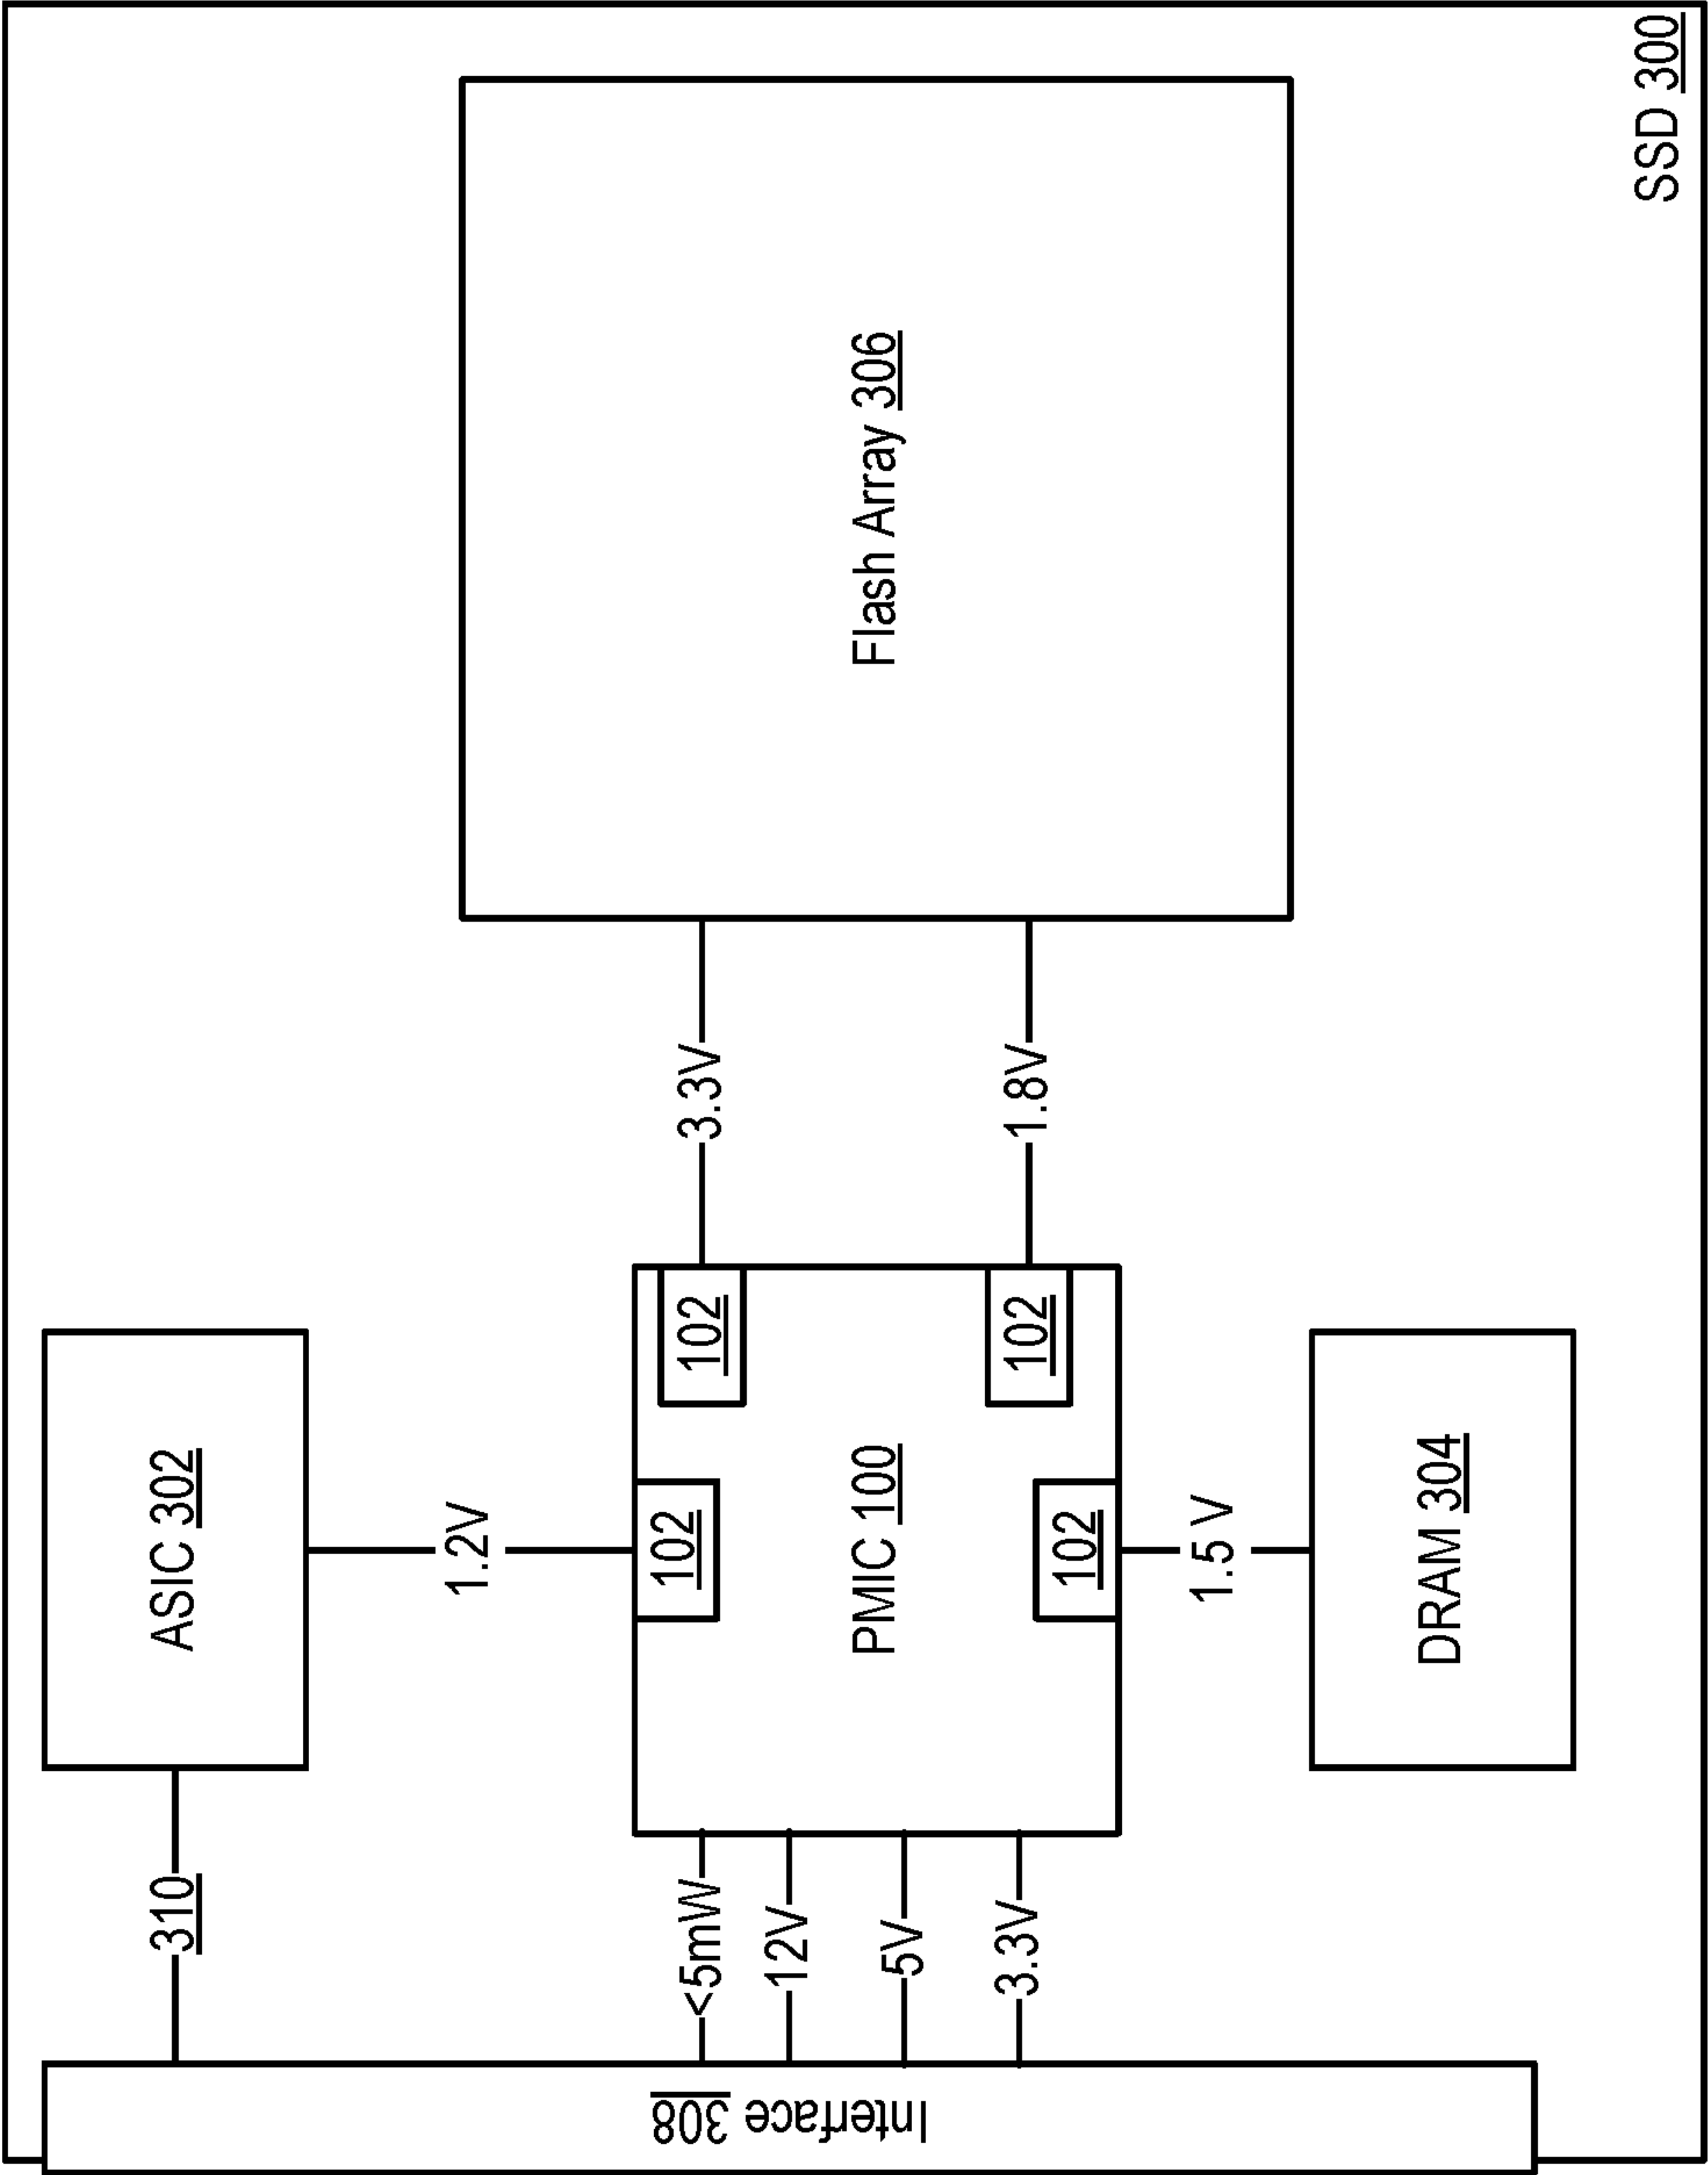 ASIC 302
310
1.2V
Interface 308
<5mW
12V
5V
3.3V
PMIC 100
102
102
102
102
3.3V
1.8V
Flash Array 306
1.5 V
DRAM 304
SSD 300